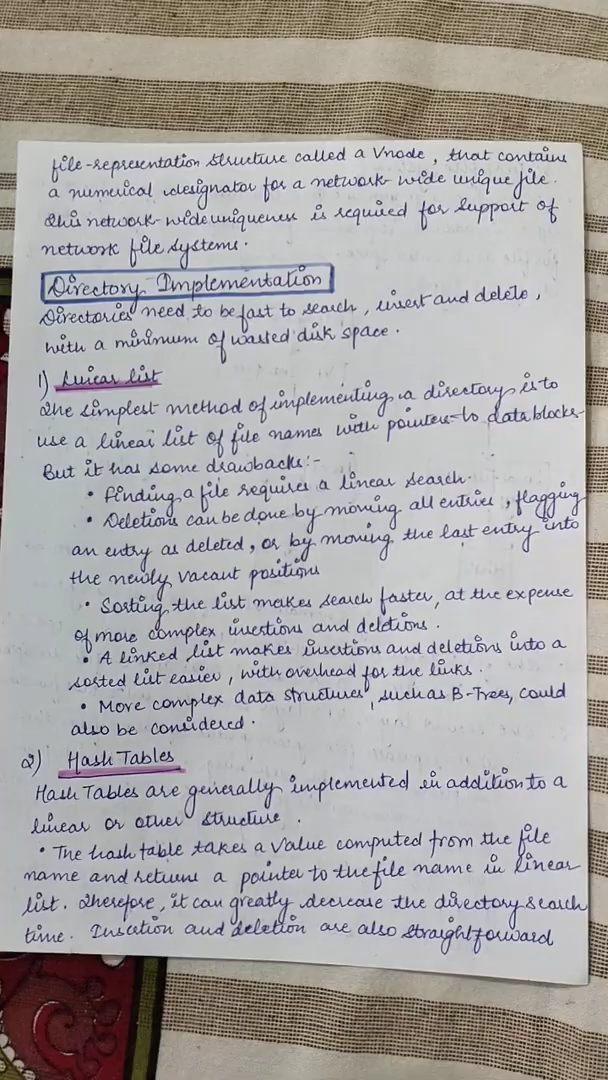 file-representation structure called a Vnode, that contains
a numerical designator for a network-wide unique file.
This network-wide uniqueness is required for support of
network file systems.
Directory Implementation
Directories need to be fast to search, insert and delete,
with a minimum of wasted disk space.
1) Linear list
The simplest method of implementing a directory is to
use a linear list of file names with pointers to data blocks.
But it has some drawbacks:-
• Finding a file requires a linear search.
• Deletions can be done by moving all entries, flagging
an entry as deleted, or by moving the last entry into
the newly vacant positions
• Sorting the list makes search faster, at the expense
of more complex insertions and deletions.
• A linked list makes insertions and deletions into a
sorted list easier, with overhead for the links.
• More complex data structures, such as B-Trees, could
also be considered.
2) Hash Tables
Hash Tables are generally implemented in addition to a
linear or other structure.
• The hash table takes a value computed from the file
name and returns a pointer to the file name in linear
list. Therefore, it can greatly decrease the directory search
time. Insertion and deletion are also straightforward